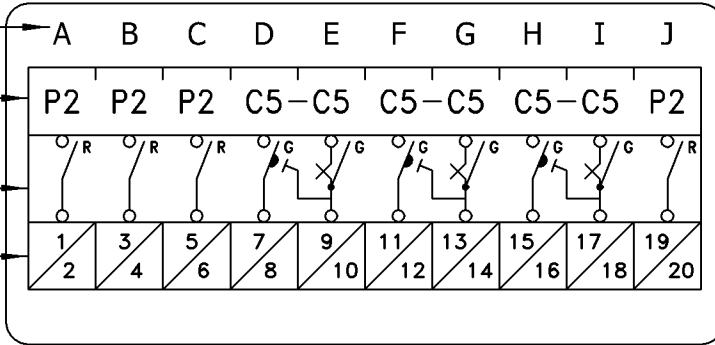 A B C D E F G H I J
P2 P2 P2 C5-C5 C5-C5 C5-C5 P2
R R R G G G G G G R
1 3 5 7 9 11 13 15 17 19
2 4 6 8 10 12 14 16 18 20